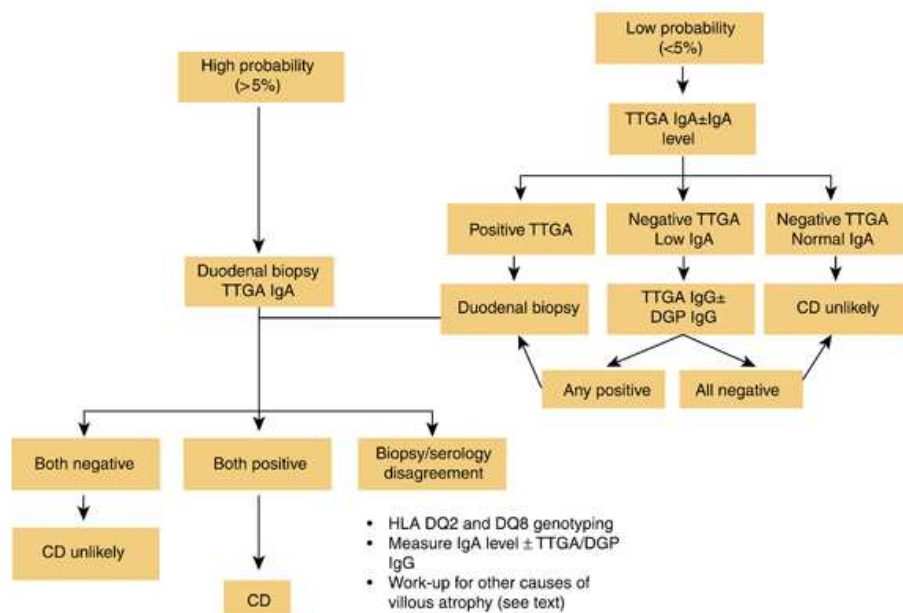 Low probability
(<5%)
High probability
(>5%)
TTGA IgA±IgA
level
Positive TTGA
Negative TTGA
Low IgA
Negative TTGA
Normal IgA
Duodenal biopsy
TTGA IgA
Duodenal biopsy
TTGA IgG±
DGP IgG
CD unlikely
Any positive
All negative
Both negative
Both positive
Biopsy/serology
disagreement
CD unlikely
CD
• HLA DQ2 and DQ8 genotyping
• Measure IgA level ± TTGA/DGP
IgG
• Work-up for other causes of
villous atrophy (see text)